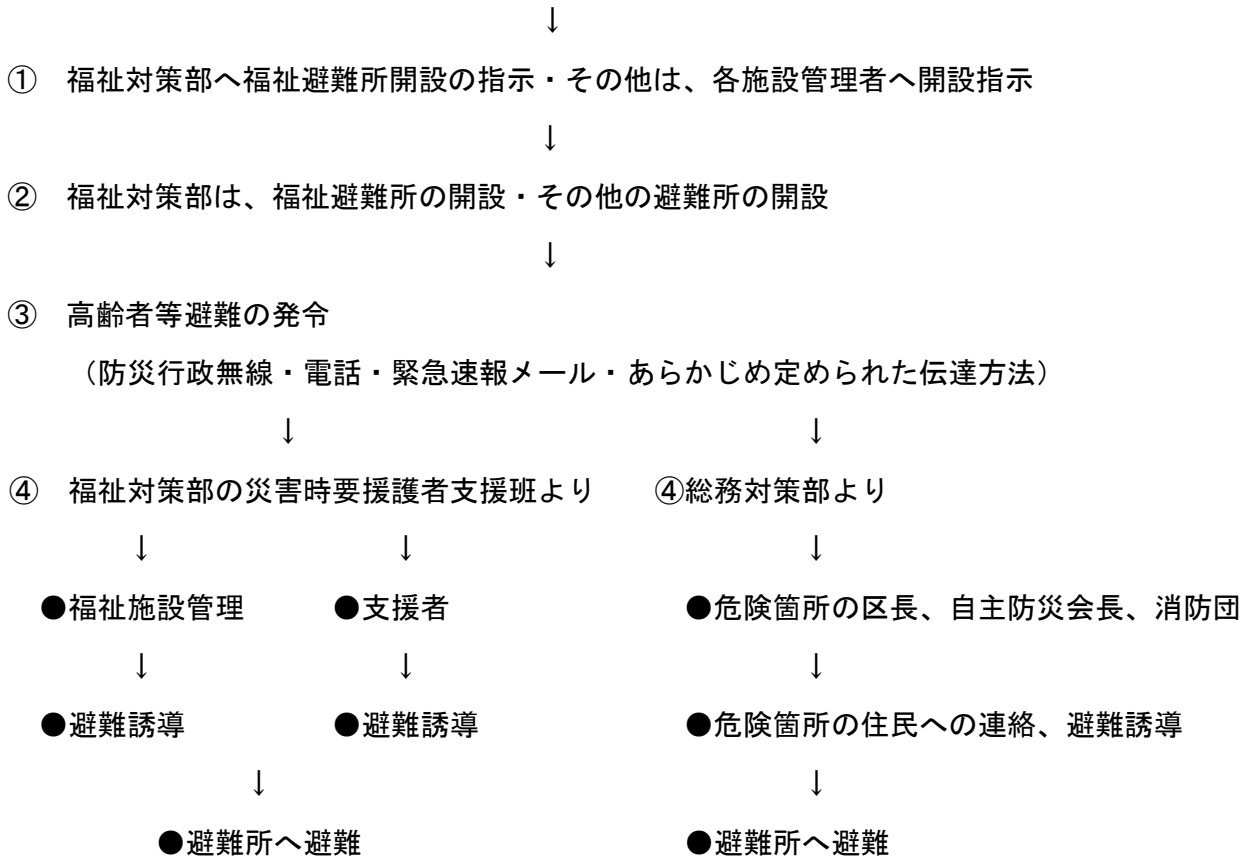 ↓
① 福祉対策部へ福祉避難所開設の指示・その他は、各施設管理者へ開設指示
↓
② 福祉対策部は、福祉避難所の開設・その他の避難所の開設
↓
③ 高齢者等避難の発令
（防災行政無線・電話・緊急速報メール・あらかじめ定められた伝達方法）
↓ ↓
④ 福祉対策部の災害時要援護者支援班より ④総務対策部より
↓ ↓ ↓
●福祉施設管理 ●支援者 ●危険箇所の区長、自主防災会長、消防団
↓ ↓ ↓
●避難誘導 ●避難誘導 ●危険箇所の住民への連絡、避難誘導
↓ ↓
●避難所へ避難 ●避難所へ避難